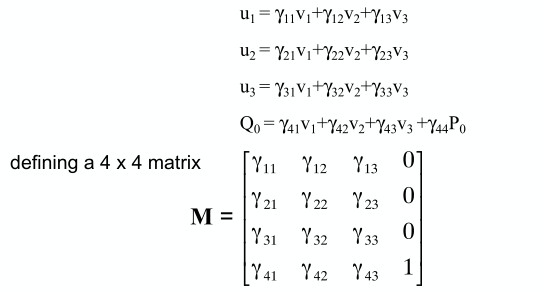 u₁ = γ₁₁v₁+γ₁₂v₂+γ₁₃v₃
u₂ = γ₂₁v₁+γ₂₂v₂+γ₂₃v₃
u₃ = γ₃₁v₁+γ₃₂v₂+γ₃₃v₃
Q₀ = γ₄₁v₁+γ₄₂v₂+γ₄₃v₃ +γ₄₄P₀
defining a 4 x 4 matrix
M =
γ₁₁ γ₁₂ γ₁₃ 0
γ₂₁ γ₂₂ γ₂₃ 0
γ₃₁ γ₃₂ γ₃₃ 0
γ₄₁ γ₄₂ γ₄₃ 1